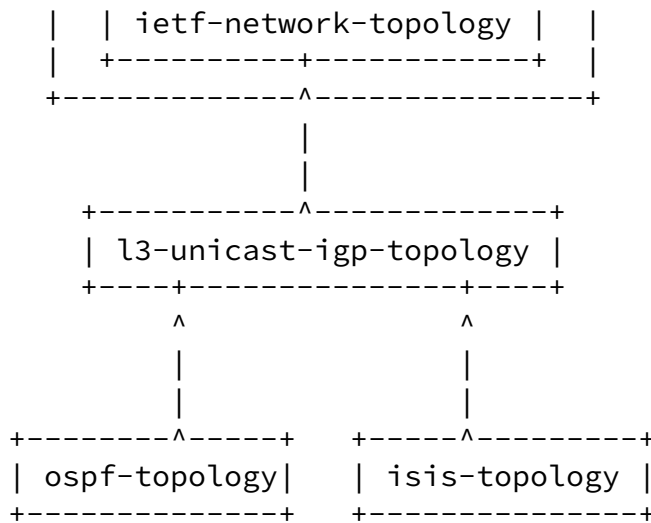 |  | ietf-network-topology |  |
|  +----------+------------+  |
+-------------^---------------+
|
|
+-----------^-------------+
| l3-unicast-igp-topology |
+----+---------------+----+
^               ^
|               |
|               |
+--------^-----+   +-----^---------+
| ospf-topology|   | isis-topology |
+--------------+   +---------------+